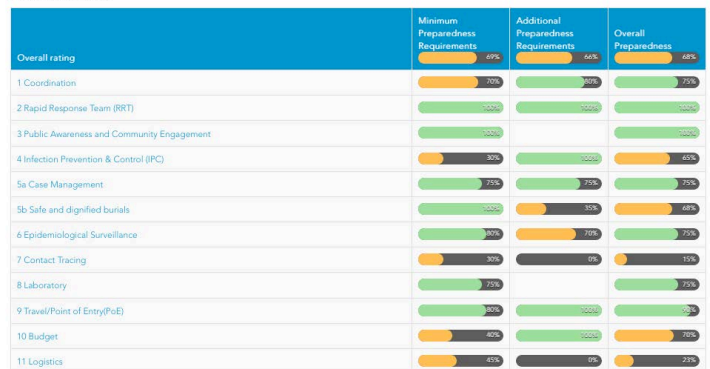 Minimum Preparedness Requirements
Additional Preparedness Requirements
Overall Preparedness
Overall rating 69% 66% 68%
1 Coordination 70% 80% 75%
2 Rapid Response Team (RRT) 100% 100% 100%
3 Public Awareness and Community Engagement 100% 100%
4 Infection Prevention & Control (IPC) 30% 100% 65%
5a Case Management 75% 75% 75%
5b Safe and dignified burials 100% 35% 68%
6 Epidemiological Surveillance 80% 70% 75%
7 Contact Tracing 30% 0% 15%
8 Laboratory 75% 75%
9 Travel/Point of Entry(PoE) 80% 100%
10 Budget 40% 100% 70%
11 Logistics 45% 0% 23%